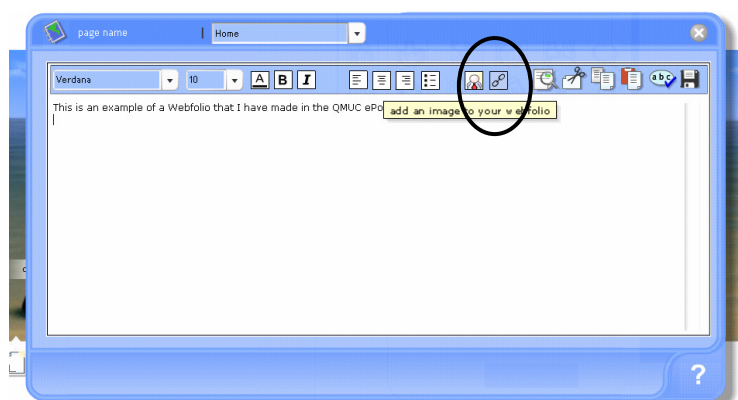 page name | Home
Verdana 10 A B I abc
This is an example of a Webfolio that I have made in the QMUC ePo
add an image to your webfolio
?